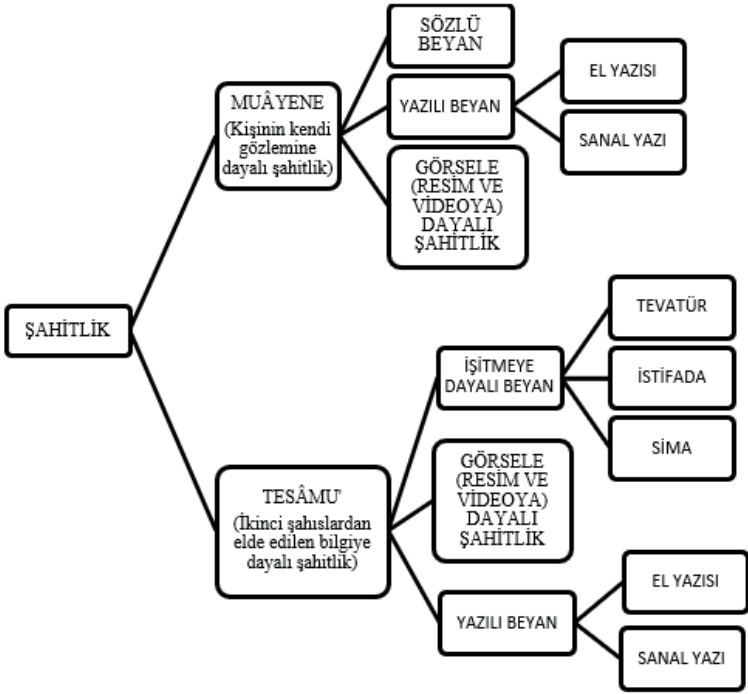 ŞAHİTLİK
MUÂYENE
(Kişinin kendi
gözlemine
dayalı şahitlik)
SÖZLÜ
BEYAN
YAZILI BEYAN
EL YAZISI
SANAL YAZI
GÖRSELE
(RESİM VE
VİDEOYA)
DAYALI
ŞAHİTLİK
TESÂMU'
(İkinci şahıslardan
elde edilen bilgiye
dayalı şahitlik)
İŞİTMEYE
DAYALI BEYAN
TEVATÜR
İSTİFADA
SİMA
GÖRSELE
(RESİM VE
VİDEOYA)
DAYALI
ŞAHİTLİK
YAZILI BEYAN
EL YAZISI
SANAL YAZI